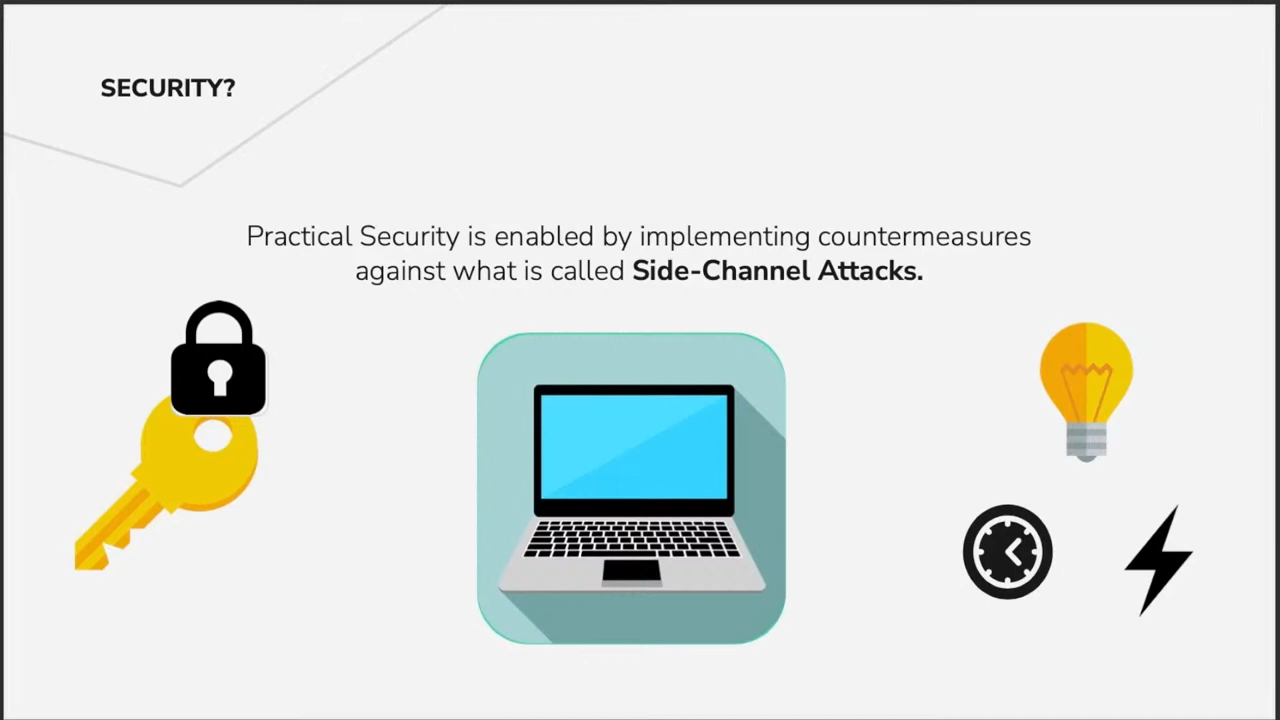 SECURITY?
Practical Security is enabled by implementing countermeasures
against what is called Side-Channel Attacks.